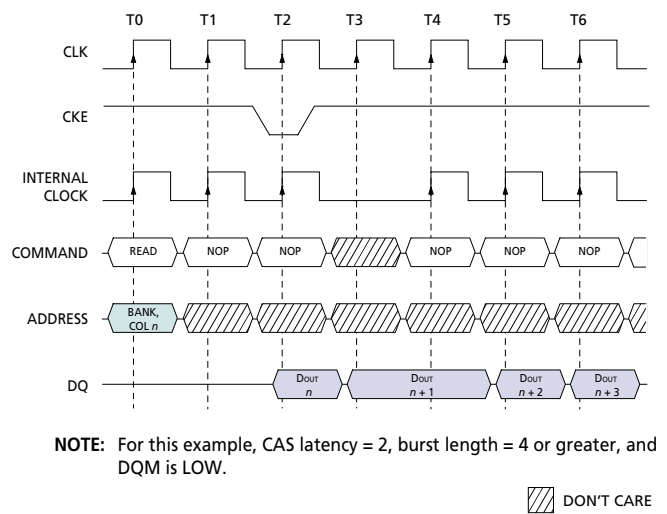 T0 T1 T2 T3 T4 T5 T6
CLK
CKE
INTERNAL
CLOCK
COMMAND READ NOP NOP NOP NOP NOP
ADDRESS
BANK,
COL n
DQ
DOUT
n
DOUT
n + 1
DOUT
n + 2
DOUT
n + 3
NOTE: For this example, CAS latency = 2, burst length = 4 or greater, and
DQM is LOW.
DON'T CARE